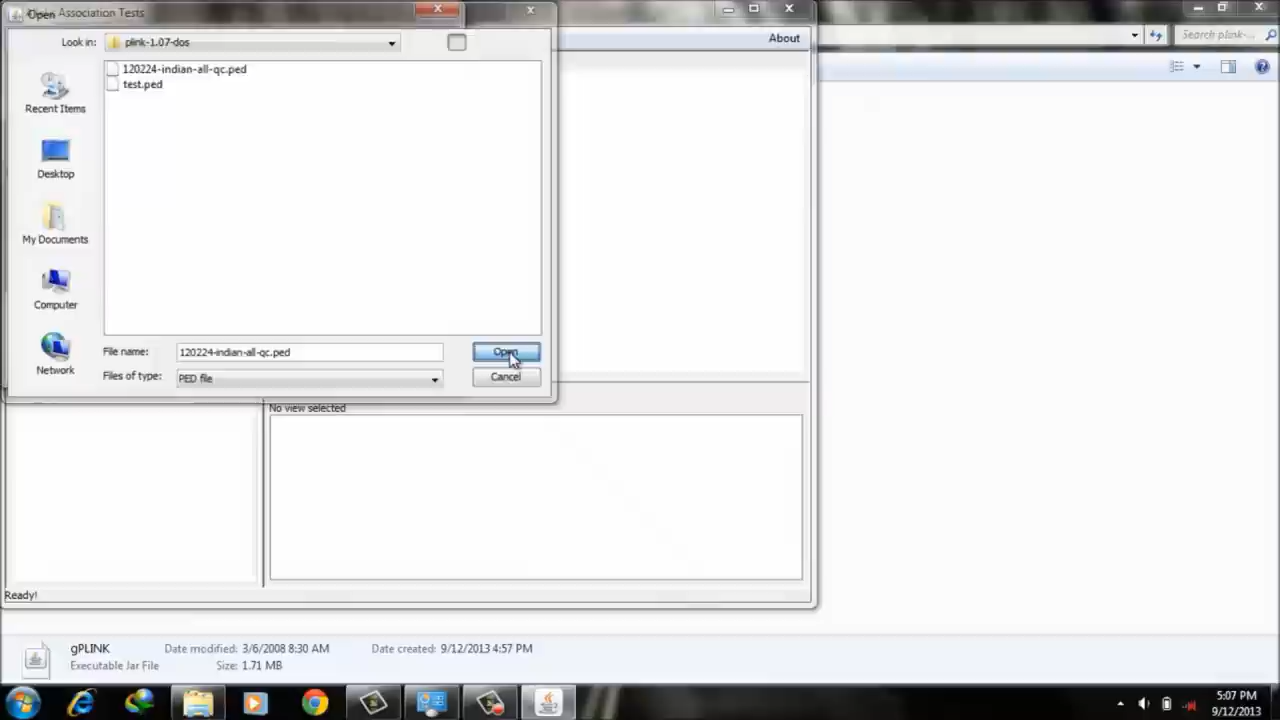 Open
Association Tests
Look in:
plink-1.07-dos
About
Search plink-...
120224-indian-all-qc.ped
test.ped
Recent Items
Desktop
My Documents
Computer
Network
File name:
120224-indian-all-qc.ped
Open
Files of type:
PED file
Cancel
No view selected
Ready!
gPLINK
Date modified: 3/6/2008 8:30 AM
Date created: 9/12/2013 4:57 PM
Executable Jar File
Size: 1.71 MB
5:07 PM
9/12/2013